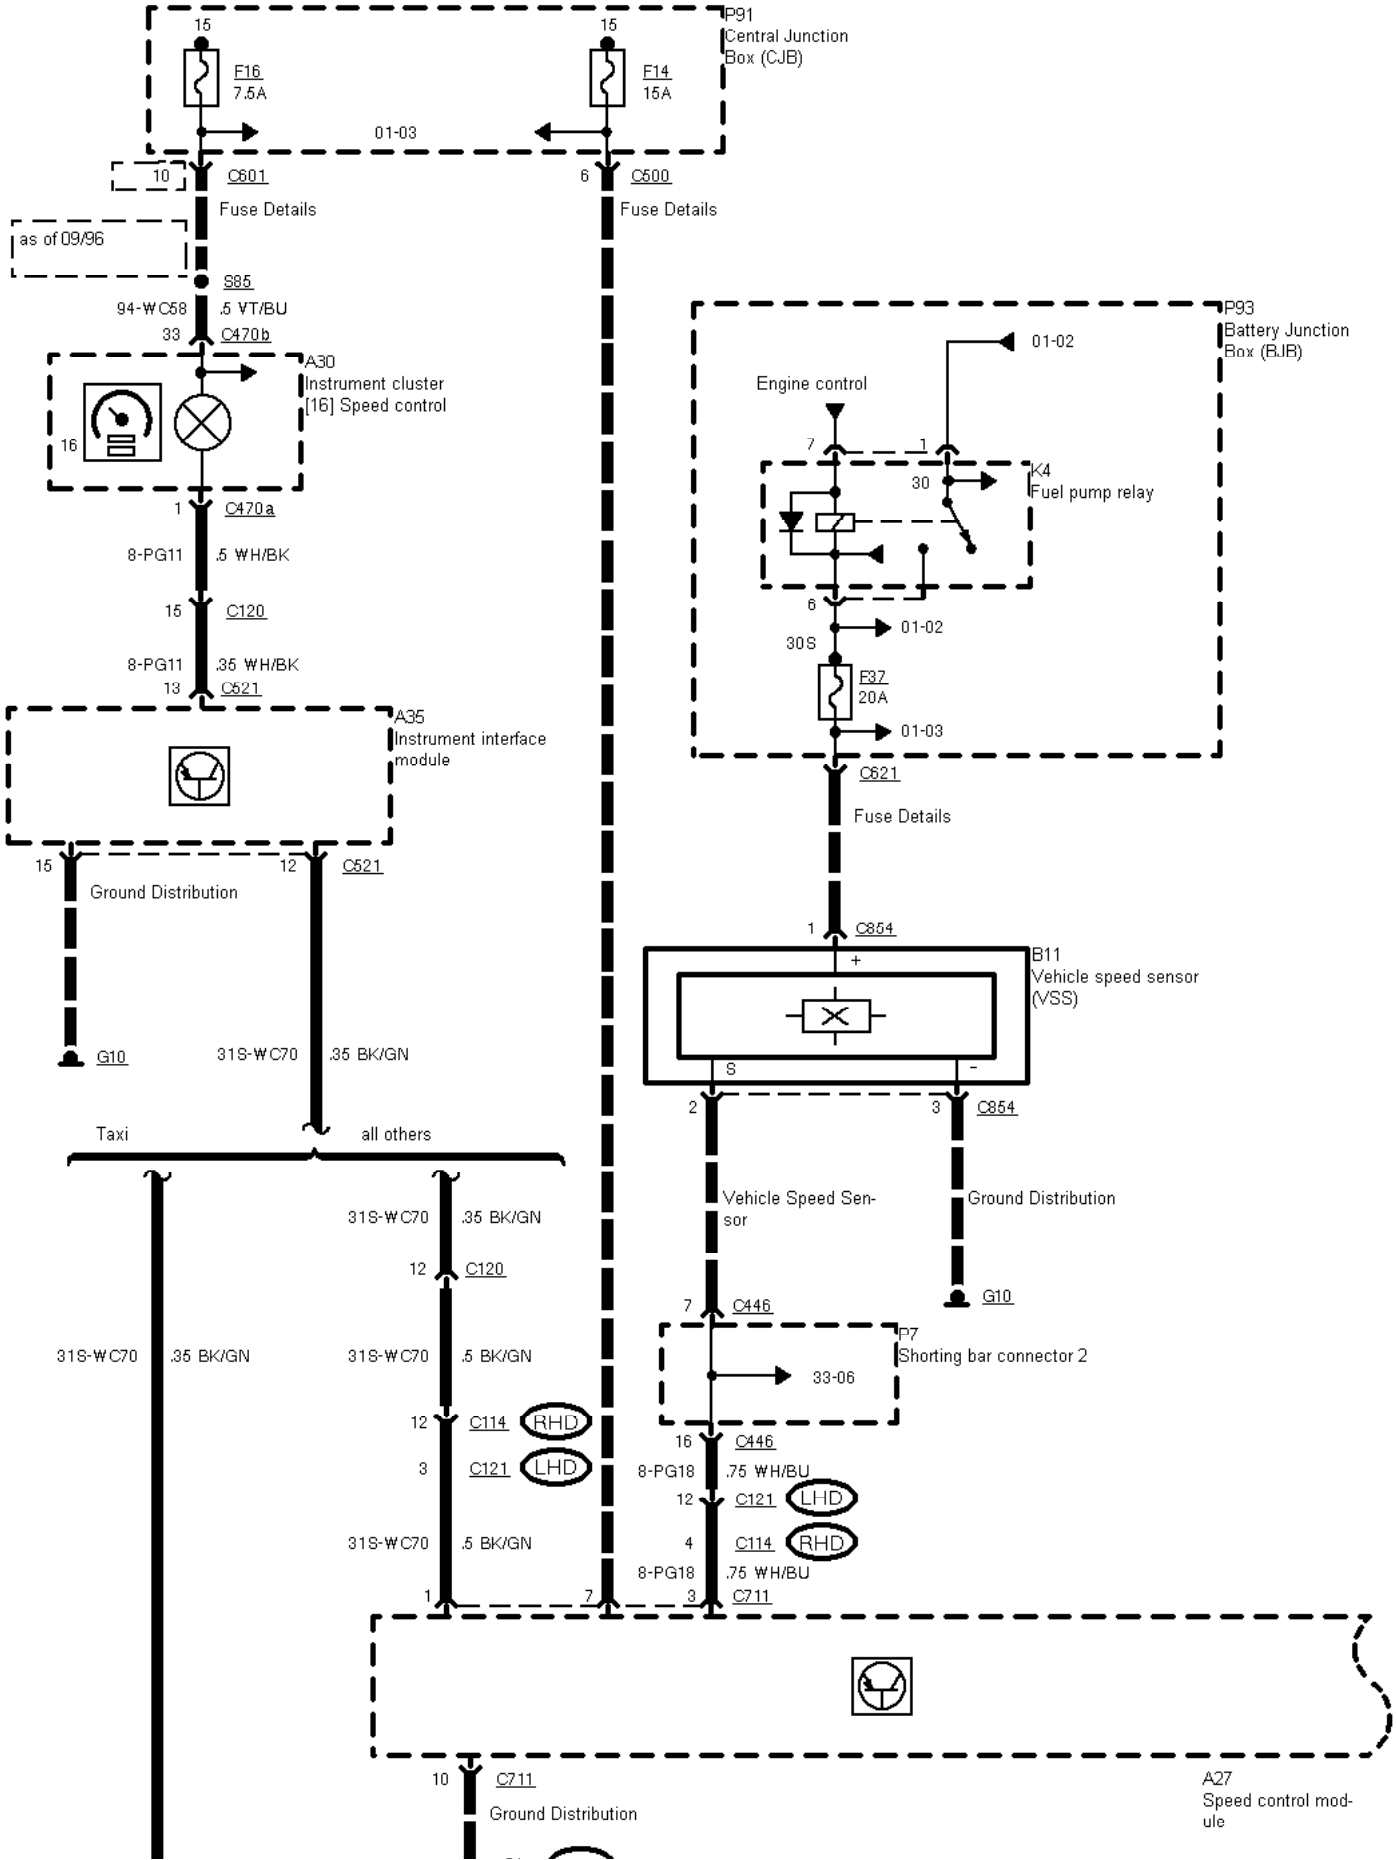 P91
Central Junction
Box (CJB)
15
15
F16
7.5A
F14
15A
01-03
10
C601
6
C500
Fuse Details
Fuse Details
as of 09/96
S85
94-WC58
.5 VT/BU
33
C470b
P93
Battery Junction
Box (BJB)
01-02
Engine control
A30
Instrument cluster
[16] Speed control
16
7
1
30
K4
Fuel pump relay
1
C470a
8-PG11
.5 WH/BK
6
15
C120
01-02
30S
8-PG11
.35 WH/BK
13
C521
F37
20A
01-03
A35
Instrument interface
module
C621
Fuse Details
15
12
C521
Ground Distribution
1
C854
B11
Vehicle speed sensor
(VSS)
+
G10
31S-WC70
.35 BK/GN
S
-
2
3
C854
Taxi
all others
Vehicle Speed Sen-
sor
Ground Distribution
31S-WC70
.35 BK/GN
12
C120
7
C446
G10
P7
Shorting bar connector 2
31S-WC70
.35 BK/GN
31S-WC70
.5 BK/GN
33-06
12
C114
RHD
16
C446
3
C121
LHD
8-PG18
.75 WH/BU
12
C121
LHD
31S-WC70
.5 BK/GN
4
C114
RHD
8-PG18
.75 WH/BU
1
7
3
C711
10
C711
A27
Speed control mod-
ule
Ground Distribution